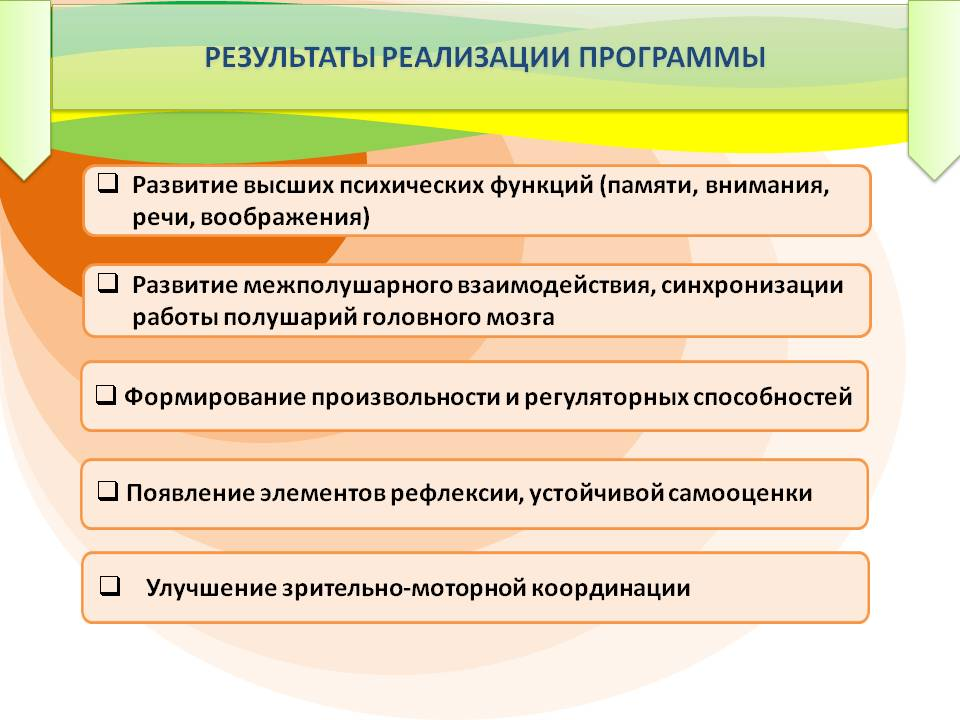 РЕЗУЛЬТАТЫ РЕАЛИЗАЦИИ ПРОГРАММЫ
Развитие высших психических функций (памяти, внимания,
речи, воображения)
Развитие межполушарного взаимодействия, синхронизации
работы полушарий головного мозга
Формирование произвольности и регуляторных способностей
Появление элементов рефлексии, устойчивой самооценки
Улучшение зрительно-моторной координации